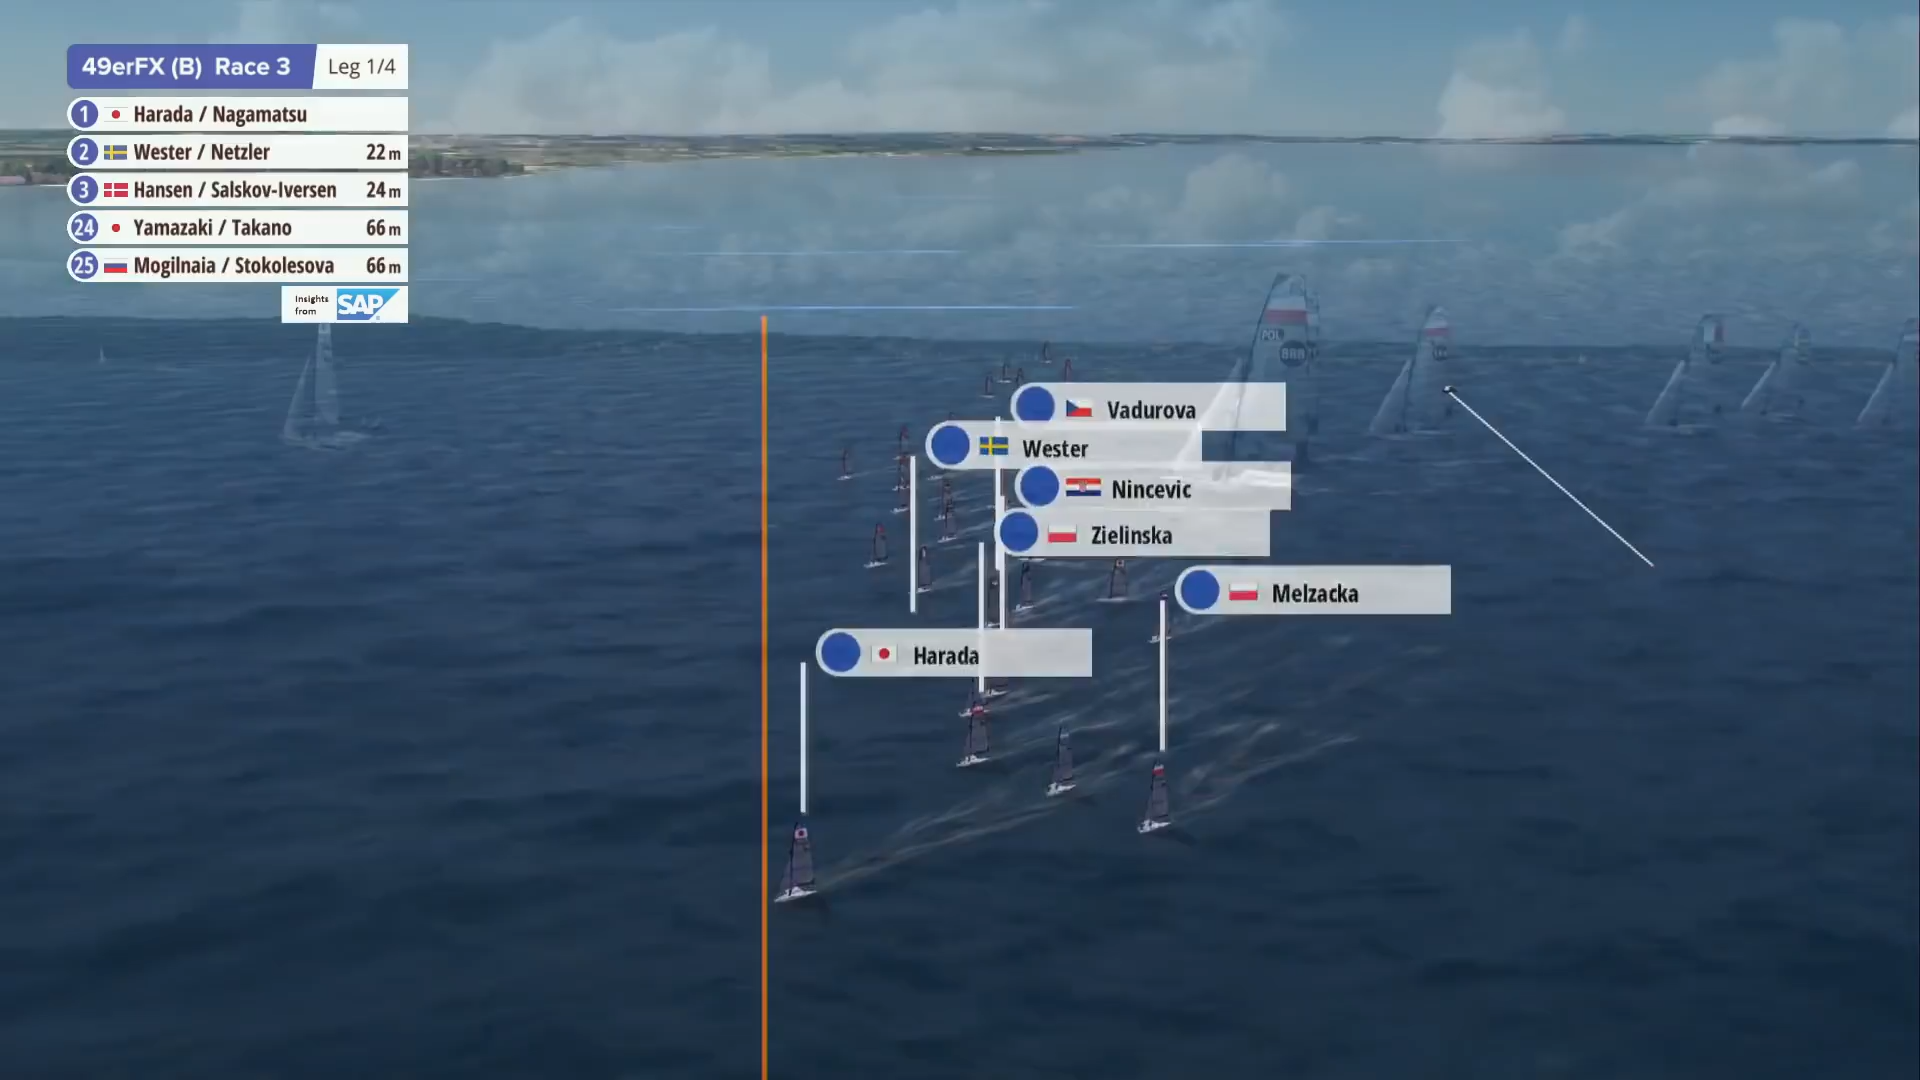 49erFX (B) Race 3 Leg 1/4
1 Harada / Nagamatsu
2 Wester / Netzler 22 m
3 Hansen / Salskov-Iversen 24 m
24 Yamazaki / Takano 66 m
25 Mogilnaia / Stokolesova 66 m
Insights
from
SAP
POL
BRB
Vadurova
Wester
Nincevic
Zielinska
Melzacka
Harada